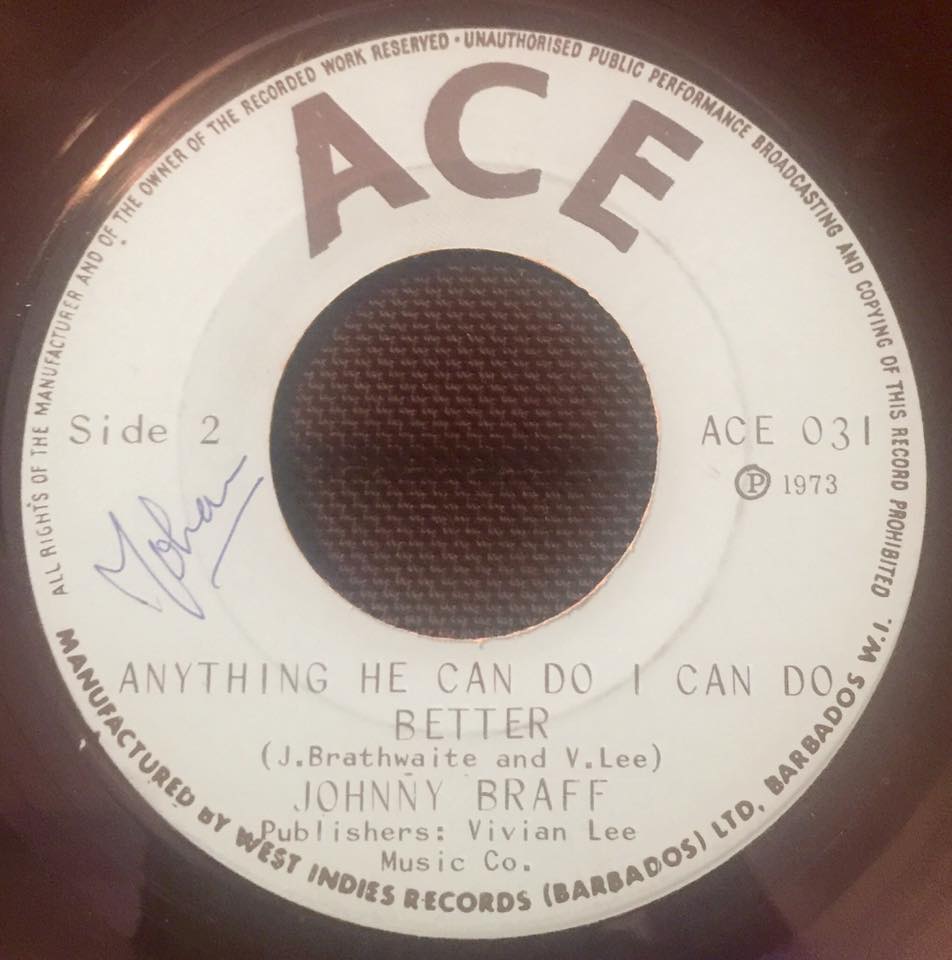 ALL RIGHTS OF THE MANUFACTURER AND OF THE OWNER OF THE RECORDED WORK RESERVED · UNAUTHORISED PUBLIC PERFORMANCE BROADCASTING AND COPYING OF THIS RECORD PROHIBITED
ACE
Side 2
ACE 031
Ⓟ 1973
ANYTHING HE CAN DO I CAN DO
BETTER
(J.Brathwaite and V.Lee)
JOHNNY BRAFF
Publishers: Vivian Lee
Music Co.
MANUFACTURED BY WEST INDIES RECORDS (BARBADOS) LTD. BARBADOS W.I.